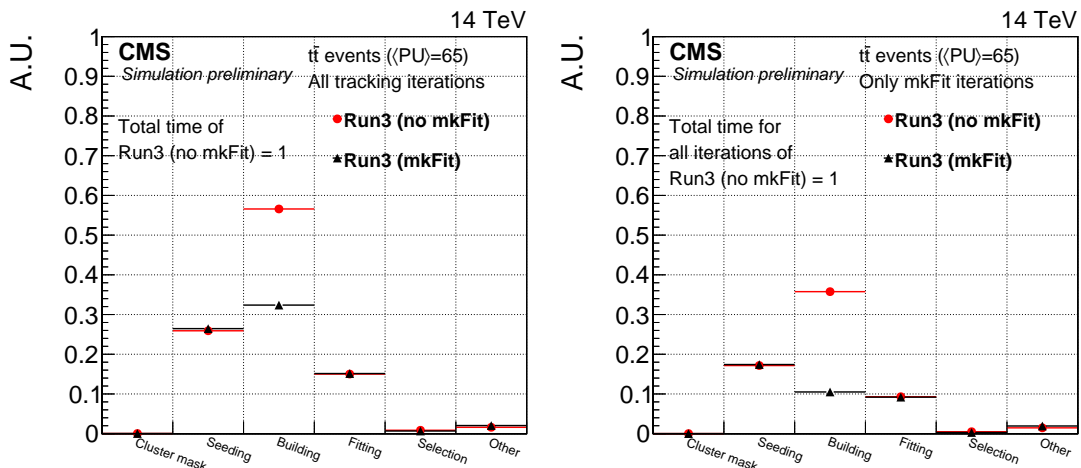 14 TeV
A.U.
CMS
Simulation preliminary
tt̄ events (⟨PU⟩=65)
All tracking iterations
Total time of
Run3 (no mkFit) = 1
Run3 (no mkFit)
Run3 (mkFit)
1
0.9
0.8
0.7
0.6
0.5
0.4
0.3
0.2
0.1
0
Cluster mask
Seeding
Building
Fitting
Selection
Other
14 TeV
A.U.
CMS
Simulation preliminary
tt̄ events (⟨PU⟩=65)
Only mkFit iterations
Total time for
all iterations of
Run3 (no mkFit) = 1
Run3 (no mkFit)
Run3 (mkFit)
1
0.9
0.8
0.7
0.6
0.5
0.4
0.3
0.2
0.1
0
Cluster mask
Seeding
Building
Fitting
Selection
Other